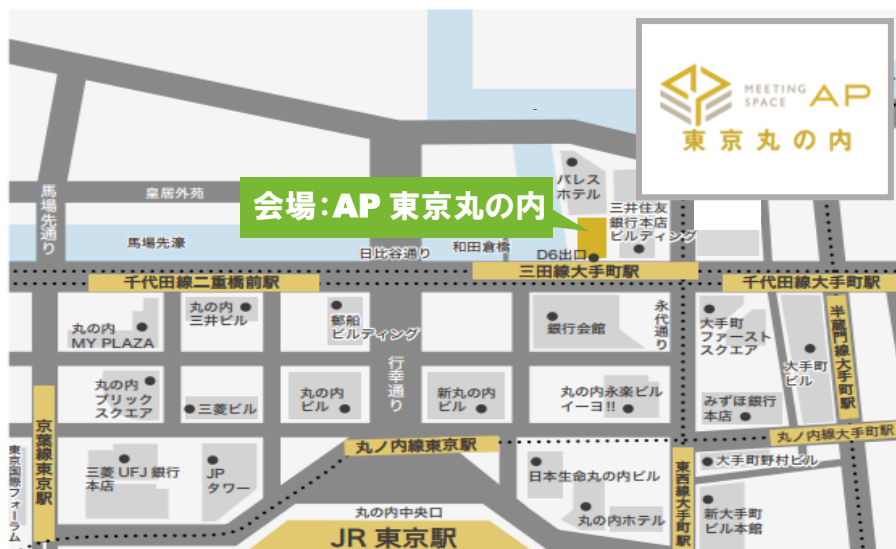 MEETING
SPACE
AP
東京丸の内
会場：AP 東京丸の内
パレス
ホテル
三井住友
銀行本店
ビルディング
馬場先通り
皇居外苑
馬場先濠
日比谷通り
和田倉橋
D6出口
千代田線二重橋前駅
三田線大手町駅
千代田線大手町駅
丸の内
MY PLAZA
丸の内
三井ビル
郵船
ビルディング
銀行会館
永代通り
大手町
ファースト
スクエア
大手町
ビル
半蔵門線大手町駅
行幸通り
丸の内
ブリック
スクエア
三菱ビル
丸の内
ビル
新丸の内
ビル
丸の内永楽ビル
イーヨ!!
みずほ銀行
本店
京葉線東京駅
丸ノ内線東京駅
丸ノ内線大手町駅
東京国際フォーラム
三菱 UFJ 銀行
本店
JP
タワー
日本生命丸の内ビル
東西線大手町駅
大手町野村ビル
丸の内中央口
丸の内ホテル
新大手町
ビル本館
JR 東京駅